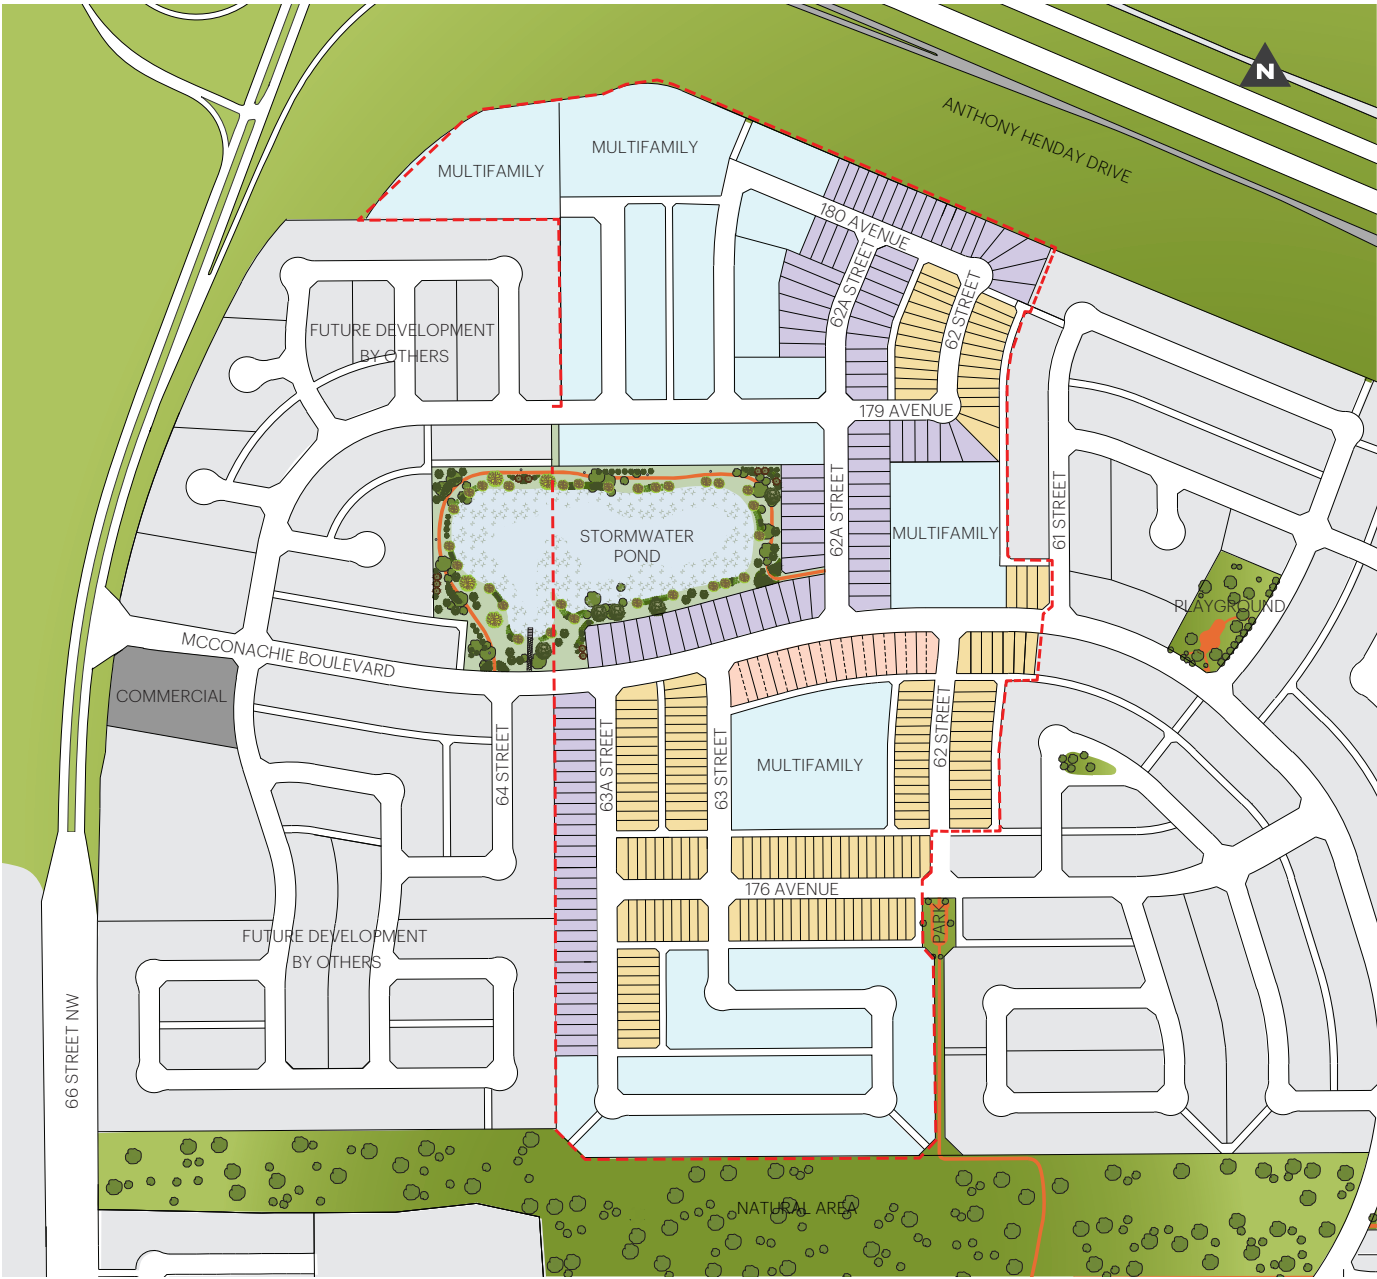 N
ANTHONY HENDAY DRIVE
MULTIFAMILY
MULTIFAMILY
180 AVENUE
62A STREET
62 STREET
FUTURE DEVELOPMENT
BY OTHERS
179 AVENUE
STORMWATER
POND
62A STREET
MULTIFAMILY
61 STREET
PLAYGROUND
MCCONACHIE BOULEVARD
COMMERCIAL
64 STREET
63A STREET
63 STREET
MULTIFAMILY
62 STREET
176 AVENUE
PARK
FUTURE DEVELOPMENT
BY OTHERS
66 STREET NW
NATURAL AREA